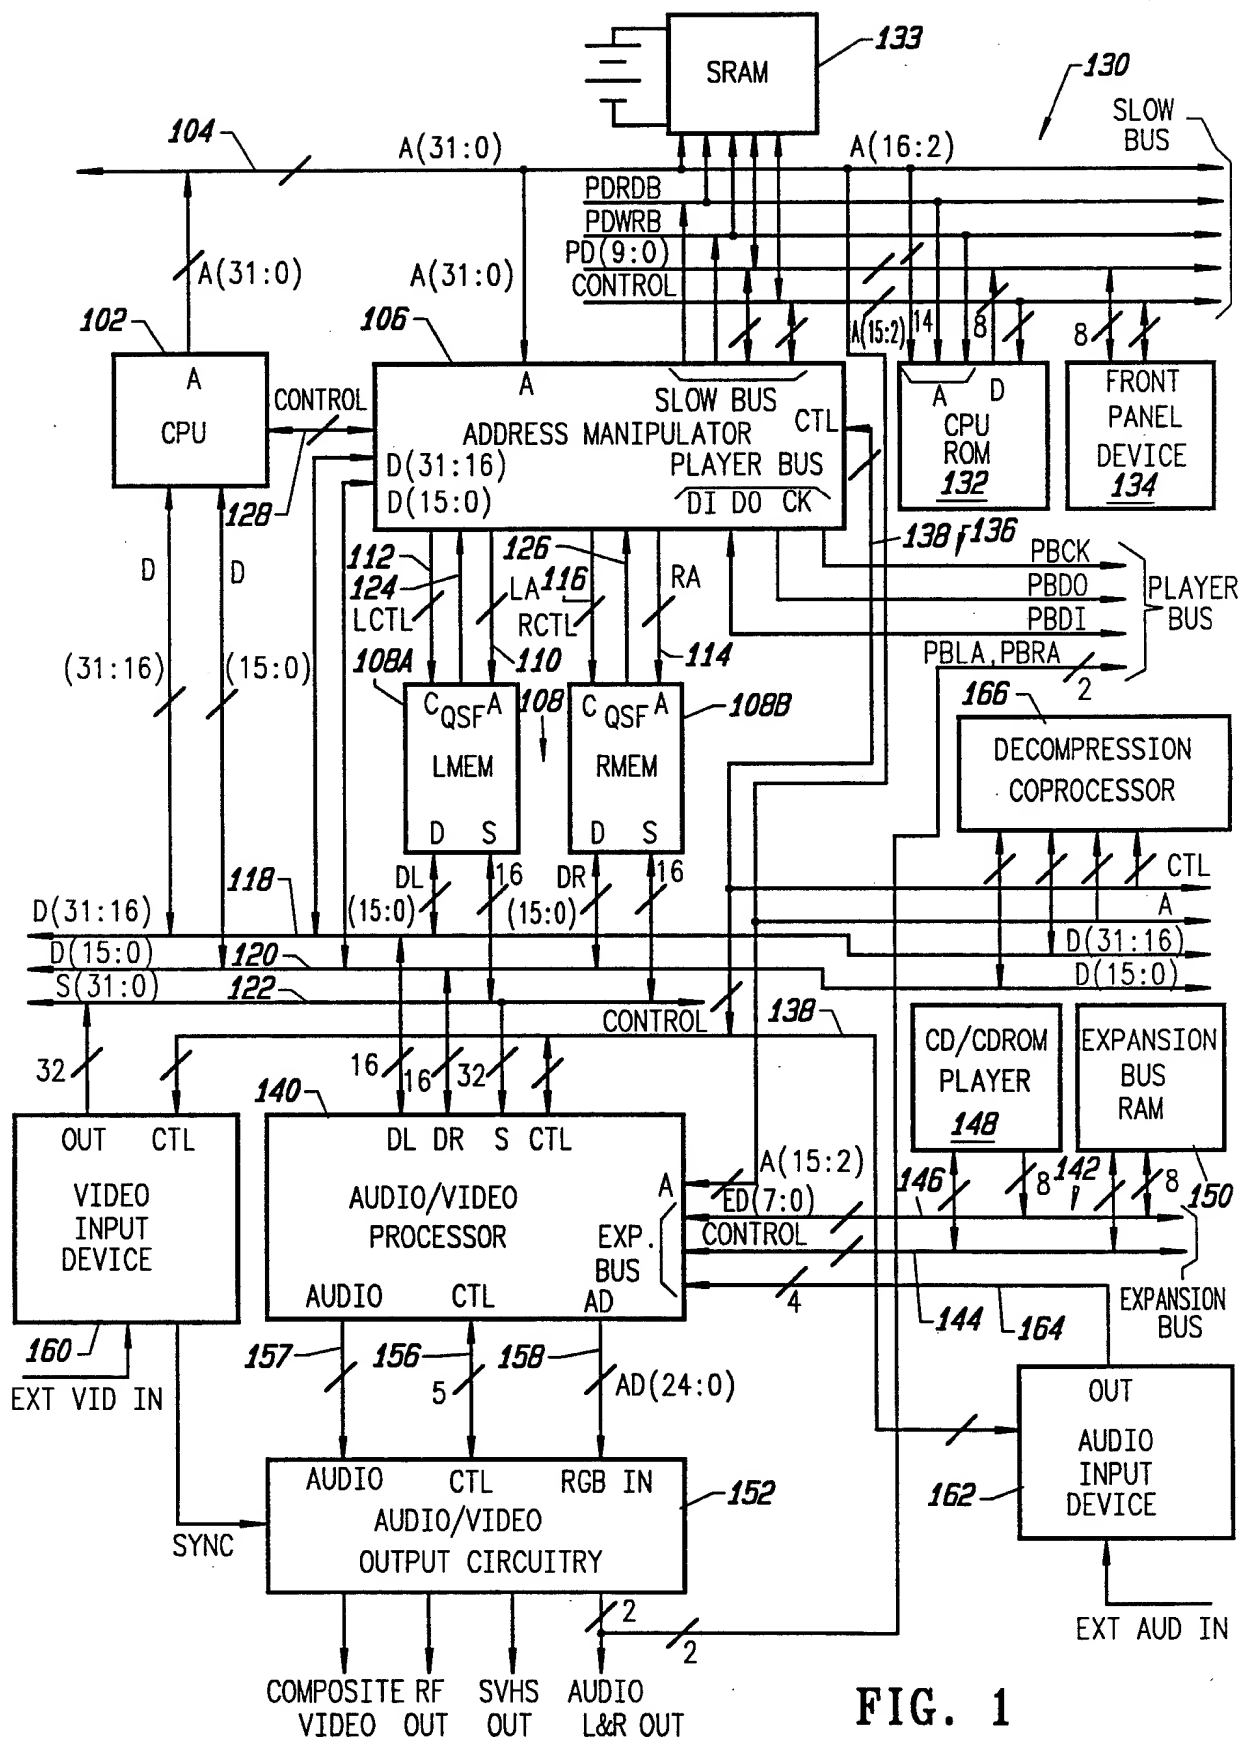 133
SRAM
130
SLOW
BUS
104
A(31:0)
A(16:2)
PDRDB
PDWRB
PD(9:0)
CONTROL
A(31:0)
A(31:0)
102
106
A(15:2)
14
8
8
A
CPU
CONTROL
128
A
SLOW BUS
CTL
ADDRESS MANIPULATOR
D(31:16)
D(15:0)
PLAYER BUS
DI DO CK
A
D
CPU
ROM
132
FRONT
PANEL
DEVICE
134
D
D
(31:16)
(15:0)
112
124
LCTL
LA
110
126
116
RCTL
RA
114
138
136
PBCK
PBDO
PBDI
PBLA,PBRA
2
PLAYER
BUS
108A
C QSF A
LMEM
D S
108
C QSF A
RMEM
D S
108B
166
DECOMPRESSION
COPROCESSOR
DL
(15:0)
16
DR
(15:0)
16
CTL
A
D(31:16)
D(15:0)
118
D(31:16)
D(15:0)
120
S(31:0)
122
CONTROL
138
32
16
16
32
140
OUT CTL
VIDEO
INPUT
DEVICE
160
EXT VID IN
DL DR S CTL
AUDIO/VIDEO
PROCESSOR
A
EXP.
BUS
AUDIO
CTL
AD
CD/CDROM
PLAYER
148
EXPANSION
BUS
RAM
150
A(15:2)
ED(7:0)
CONTROL
146
8
142
8
4
144
164
EXPANSION
BUS
157
156
5
158
AD(24:0)
OUT
AUDIO
INPUT
DEVICE
162
EXT AUD IN
SYNC
AUDIO
CTL
RGB IN
AUDIO/VIDEO
OUTPUT CIRCUITRY
152
2
2
COMPOSITE
VIDEO
RF
OUT
SVHS
OUT
AUDIO
L&R OUT
FIG. 1